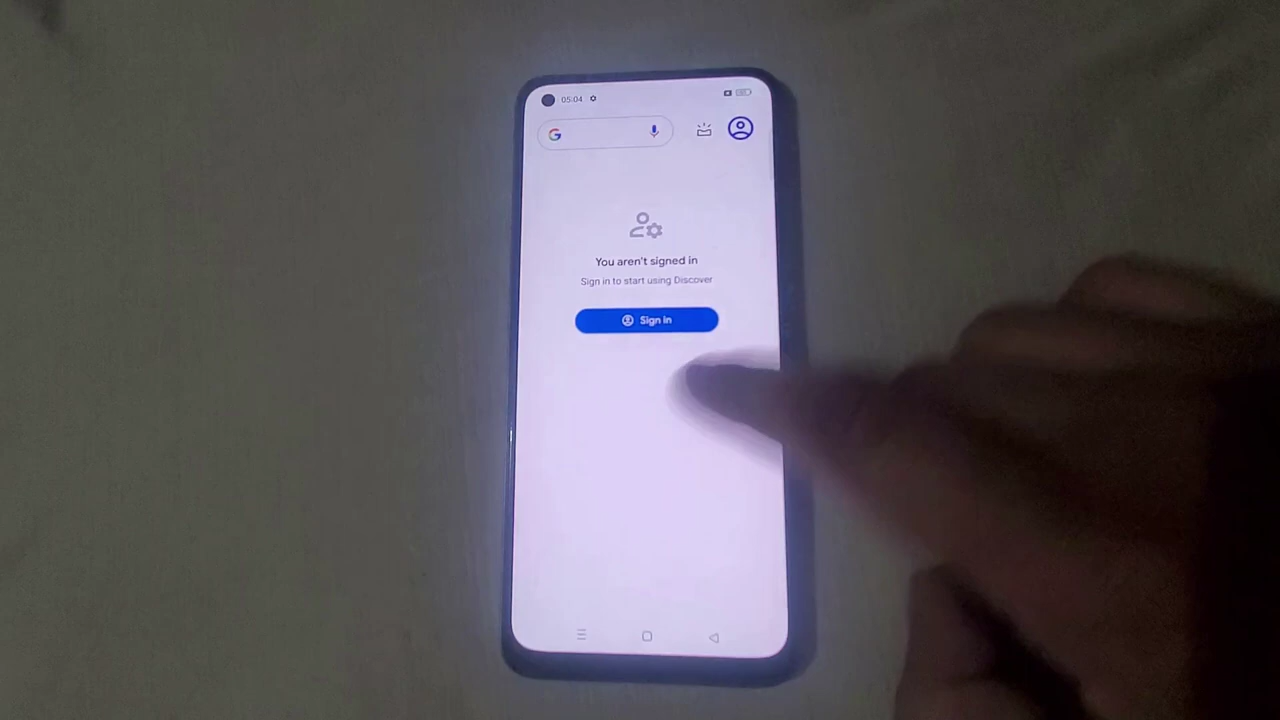 05:04
G
You aren't signed in
Sign in to start using Discover
Sign in